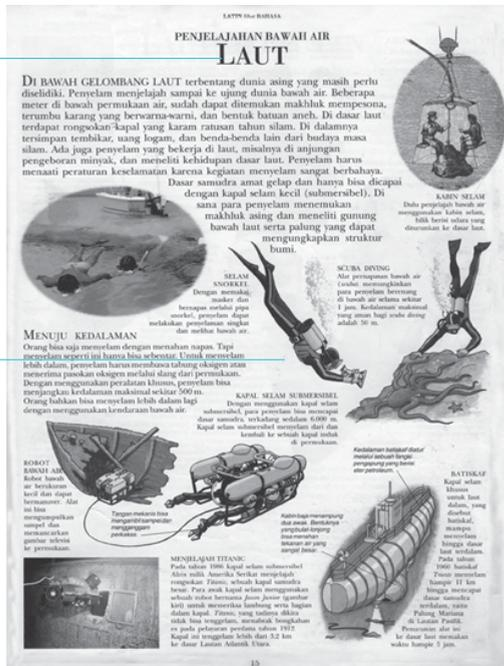 PENJELAJAHAN BAWAH AIR
LAUT
DI BAWAH GELOMBANG LAUT terbentang dunia asing yang masih perlu
diselidiki. Penyelam menjelajah sampai ke ujung dunia bawah air. Beberapa
meter di bawah permukaan air, sudah dapat ditemukan makhluk mempesona,
terumbu karang yang berwarna-warni, dan bentuk batuan aneh. Di dasar laut
terdapat rongsokan kapal yang karam ratusan tahun silam. Di dalamnya
tersimpan tembikar, uang logam, dan benda-benda lain dari budaya masa
silam. Ada juga penyelam yang bekerja di laut, misalnya di anjungan
pengeboran minyak, dan meneliti kehidupan dasar laut. Penyelam harus
menaati peraturan keselamatan karena kegiatan menyelam sangat berbahaya.
Dasar samudra amat gelap dan hanya bisa dicapai
dengan kapal selam kecil (submersibel). Di
sana para penyelam menemukan
makhluk asing dan meneliti gunung
bawah laut serta palung yang dapat
mengungkapkan struktur
bumi.
KABIN SELAM
Dulu penjelajah bawah air
menggunakan kabin selam,
bilik berisi udara yang
diturunkan ke dasar laut.
SELAM
SNORKEL
Dengan memakai
masker dan
bernapas melalui pipa
snorkel, penyelam dapat
melakukan penyelaman singkat
dan melihat bawah air.
SCUBA DIVING
Alat pernapasan bawah air
(scuba) memungkinkan
para penyelam berenang
di bawah air selama sekitar
1 jam. Kedalaman maksimal
yang aman bagi scuba diving
adalah 50 m.
MENUJU KEDALAMAN
Orang bisa saja menyelam dengan menahan napas. Tapi
menyelam seperti ini hanya bisa sebentar. Untuk menyelam
lebih dalam, penyelam harus membawa tabung oksigen atau
menerima pasokan oksigen melalui slang dari permukaan.
Dengan menggunakan peralatan khusus, penyelam bisa
menjangkau kedalaman maksimal sekitar 500 m.
Orang bahkan bisa menyelam lebih dalam lagi
dengan menggunakan kendaraan bawah air.
KAPAL SELAM SUBMERSIBEL
Dengan menggunakan kapal selam
submersibel, para penyelam bisa mencapai
dasar samudra, terkadang sedalam 6.000 m.
Kapal selam submersibel menyelam dari dan
kembali ke sebuah kapal induk
di permukaan.
ROBOT
BAWAH AIR
Robot bawah
air berukuran
kecil dan dapat
bermanuver. Alat
ini bisa
mengumpulkan
sampel dan
memancarkan
gambar televisi
ke permukaan.
Tangan mekanis bisa
mengambil sampel dan
menggenggam
perkakas.
Kabin baja menampung
dua awak. Bentuknya
yang bulat-lonjong
bisa menahan
tekanan air yang
sangat besar.
Kedalaman batiskaf diatur
melalui sebuah tangki
pengapung yang berisi
eter petroleum.
BATISKAF
Kapal selam
khusus
untuk laut
dalam, yang
disebut
batiskaf,
mampu
menyelam
hingga dasar
laut terdalam.
Pada tahun
1960 batiskaf
Trieste menyelam
hampir 11 km
hingga mencapai
dasar samudra
terdalam, yaitu
Palung Mariana
di Lautan Pasifik.
Penurunan alat ini
ke dasar laut memakan
waktu hampir 5 jam.
MENJELAJAH TITANIC
Pada tahun 1986 kapal selam submersibel
Alvin milik Amerika Serikat menjelajah
rongsokan Titanic, sebuah kapal samudra
besar. Para awak kapal selam menggunakan
sebuah robot bernama Jason Junior (gambar
kiri) untuk memeriksa lambung serta bagian
dalam kapal. Titanic, yang tadinya dikira
tidak bisa tenggelam, menabrak bongkahan
es pada pelayaran perdana tahun 1912.
Kapal ini tenggelam lebih dari 3,2 km
ke dasar Lautan Atlantik Utara.
15